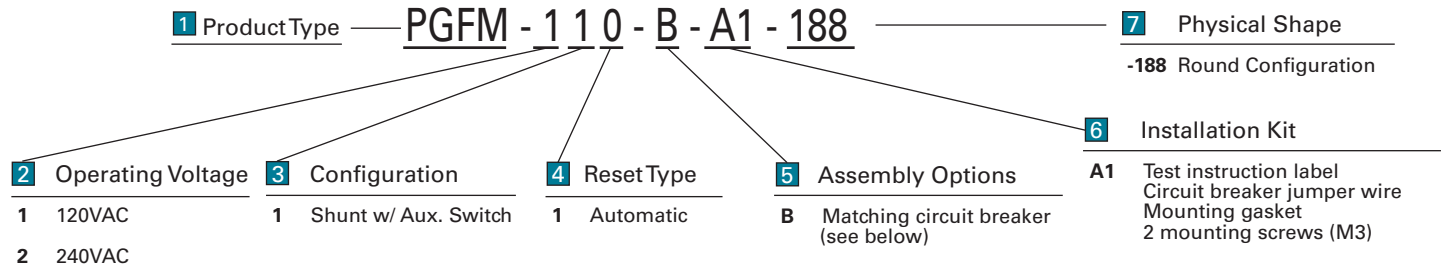 1 Product Type
PGFM - 1 1 0 - B - A1 - 188
7 Physical Shape
-188 Round Configuration
2 Operating Voltage
1 120VAC
2 240VAC
3 Configuration
1 Shunt w/ Aux. Switch
4 Reset Type
1 Automatic
5 Assembly Options
B Matching circuit breaker
(see below)
6 Installation Kit
A1 Test instruction label
Circuit breaker jumper wire
Mounting gasket
2 mounting screws (M3)